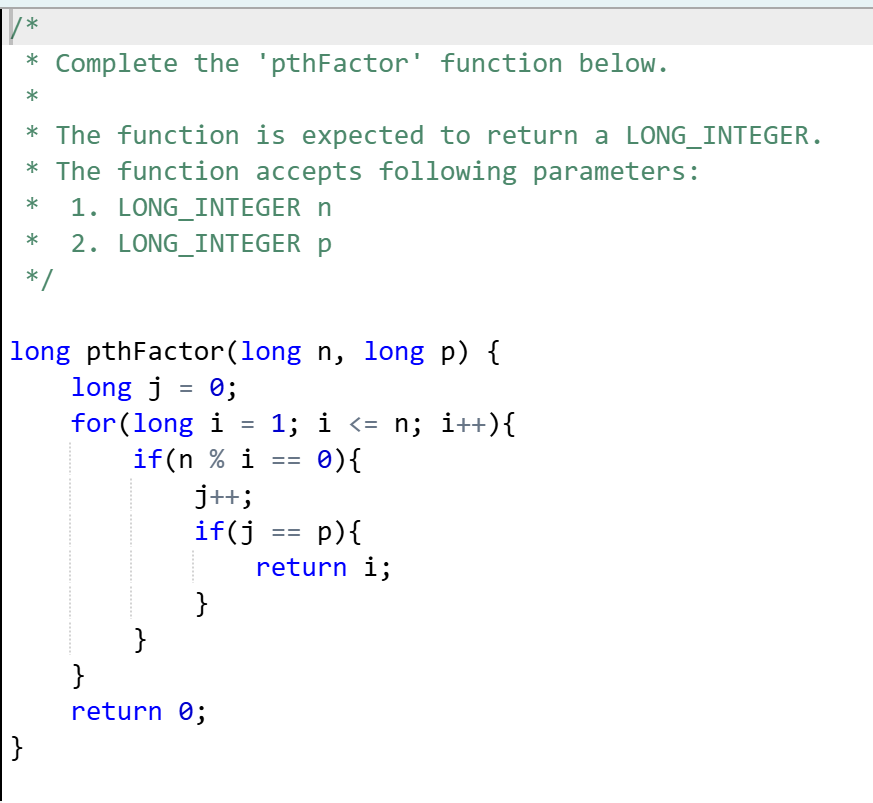 /*
 * Complete the 'pthFactor' function below.
 *
 * The function is expected to return a LONG_INTEGER.
 * The function accepts following parameters:
 *  1. LONG_INTEGER n
 *  2. LONG_INTEGER p
 */

long pthFactor(long n, long p) {
    long j = 0;
    for(long i = 1; i <= n; i++){
        if(n % i == 0){
            j++;
            if(j == p){
                return i;
            }
        }
    }
    return 0;
}